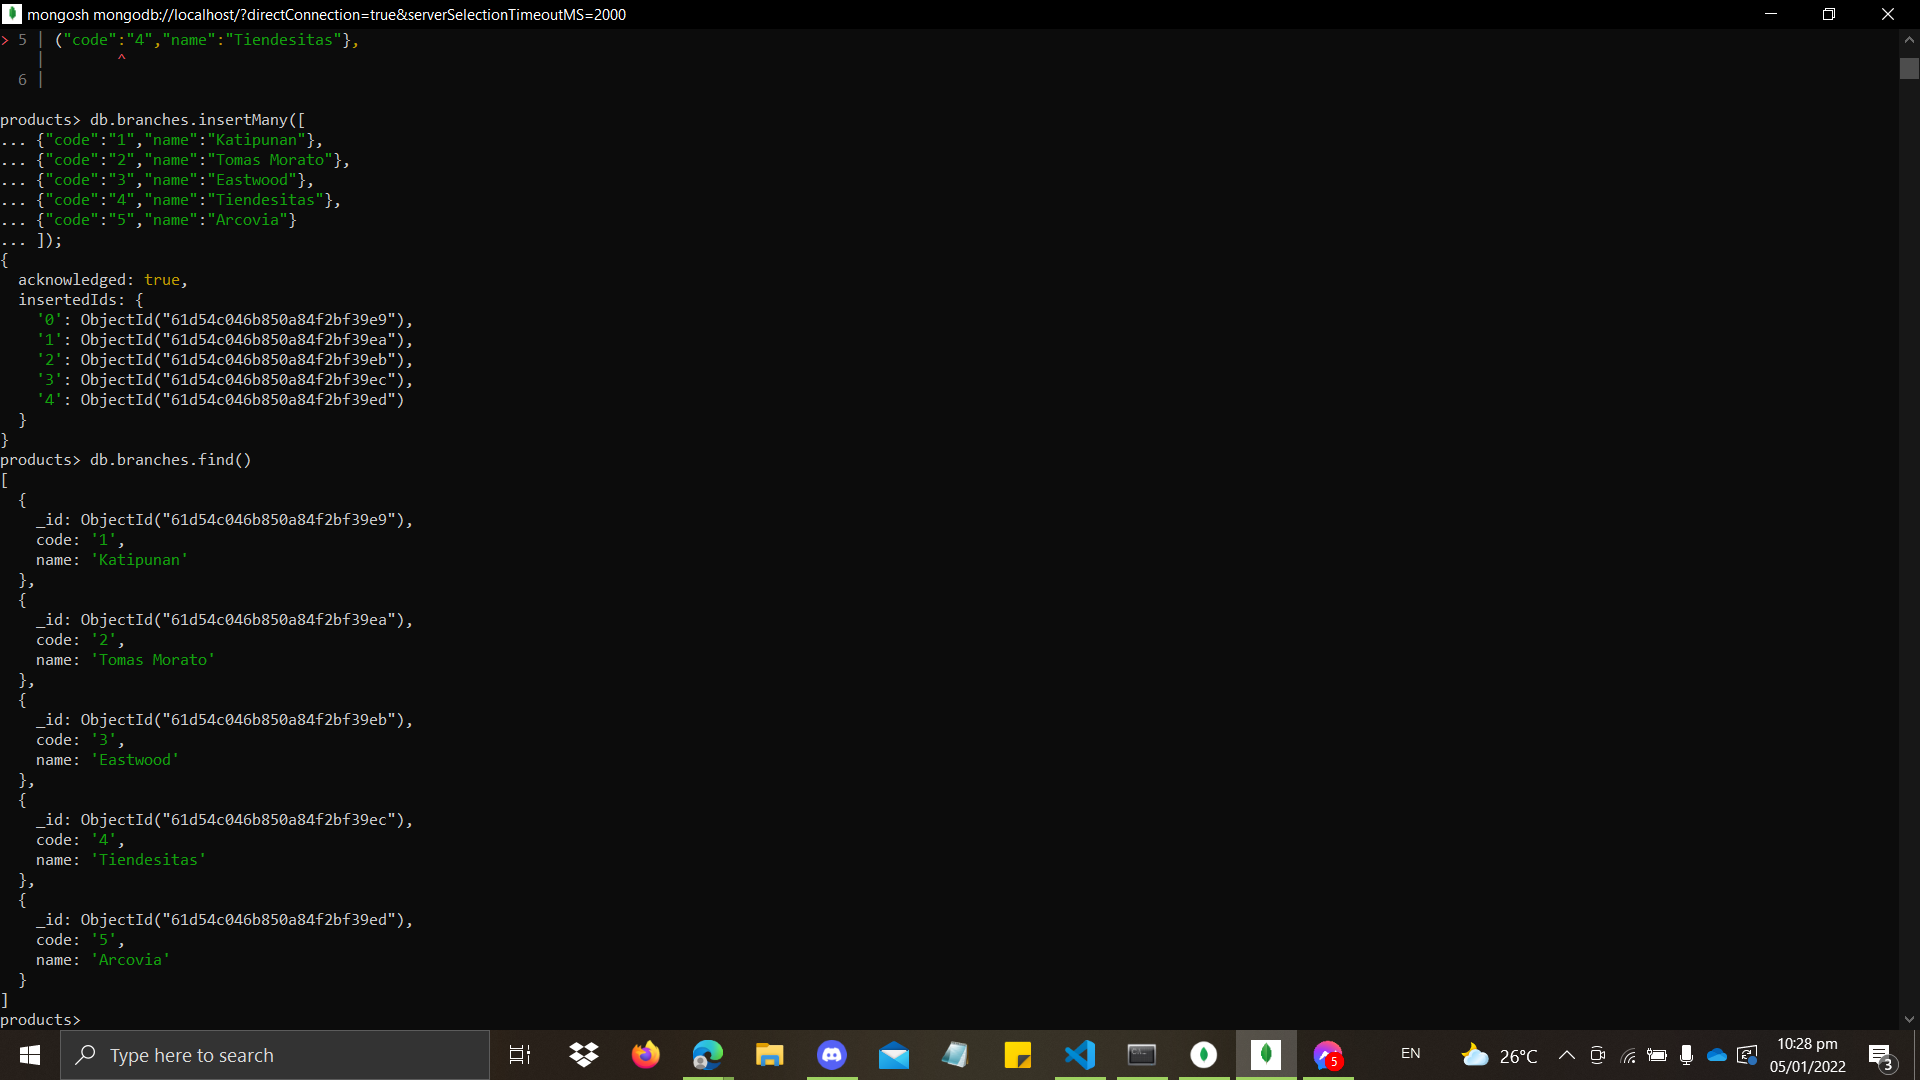 mongosh mongodb://localhost/?directConnection=true&serverSelectionTimeoutMS=2000
> 5 | ("code":"4","name":"Tiendesitas"},
| ^
6 |
products> db.branches.insertMany([
... {"code":"1","name":"Katipunan"},
... {"code":"2","name":"Tomas Morato"},
... {"code":"3","name":"Eastwood"},
... {"code":"4","name":"Tiendesitas"},
... {"code":"5","name":"Arcovia"}
... ]);
{
  acknowledged: true,
  insertedIds: {
    '0': ObjectId("61d54c046b850a84f2bf39e9"),
    '1': ObjectId("61d54c046b850a84f2bf39ea"),
    '2': ObjectId("61d54c046b850a84f2bf39eb"),
    '3': ObjectId("61d54c046b850a84f2bf39ec"),
    '4': ObjectId("61d54c046b850a84f2bf39ed")
  }
}
products> db.branches.find()
[
  {
    _id: ObjectId("61d54c046b850a84f2bf39e9"),
    code: '1',
    name: 'Katipunan'
  },
  {
    _id: ObjectId("61d54c046b850a84f2bf39ea"),
    code: '2',
    name: 'Tomas Morato'
  },
  {
    _id: ObjectId("61d54c046b850a84f2bf39eb"),
    code: '3',
    name: 'Eastwood'
  },
  {
    _id: ObjectId("61d54c046b850a84f2bf39ec"),
    code: '4',
    name: 'Tiendesitas'
  },
  {
    _id: ObjectId("61d54c046b850a84f2bf39ed"),
    code: '5',
    name: 'Arcovia'
  }
]
products>
Type here to search
5
EN
26°C
10:28 pm
05/01/2022
3